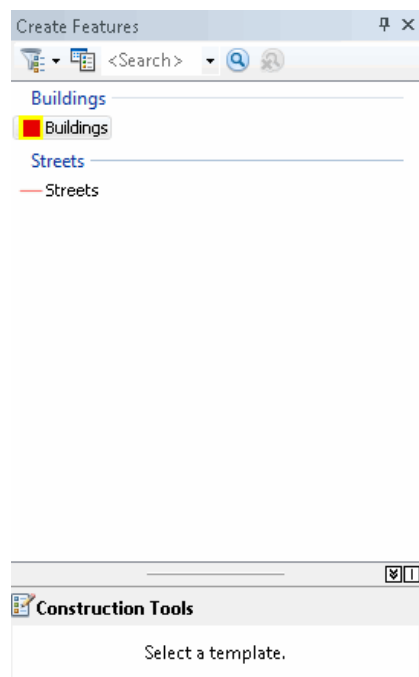 Create Features
<Search>
Buildings
Buildings
Streets
Streets
Construction Tools
Select a template.